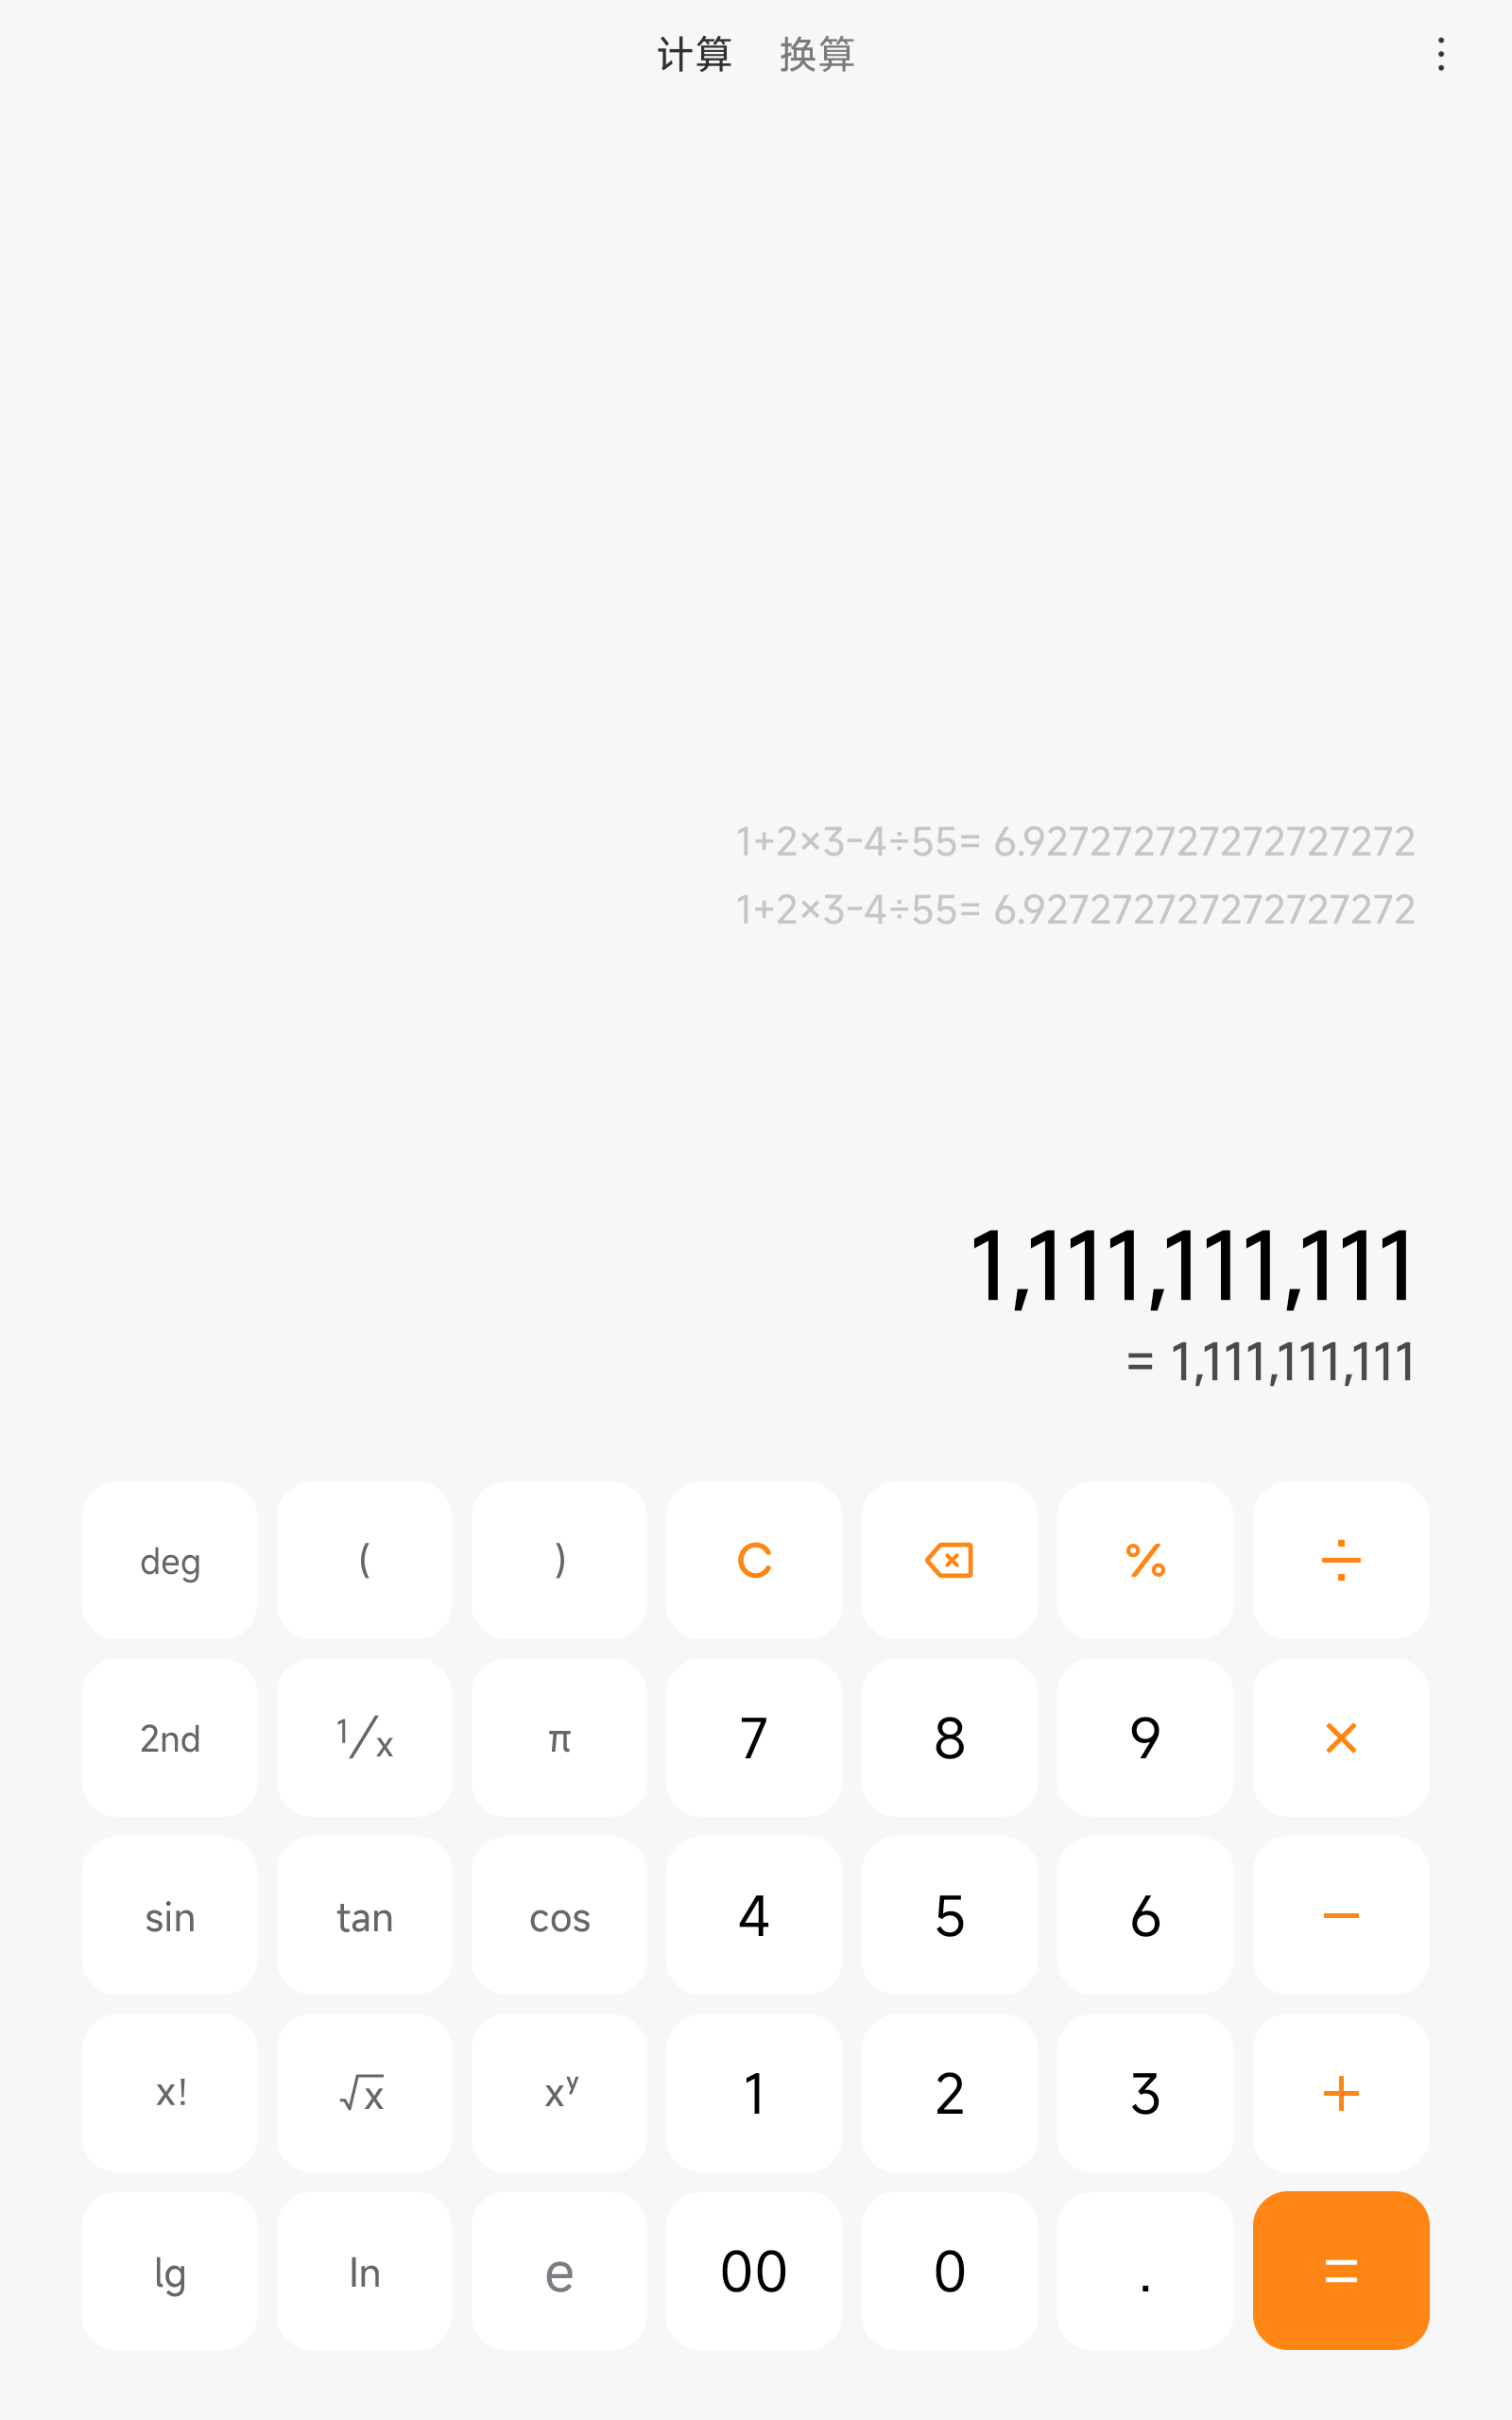 计算 换算
1+2×3-4÷55= 6.92727272727272727272
1+2×3-4÷55= 6.92727272727272727272
1,111,111,111
= 1,111,111,111
deg ( ) C % ÷
2nd 1/x π 7 8 9 ×
sin tan cos 4 5 6 −
x! √x xʸ 1 2 3 +
lg ln e 00 0 . =